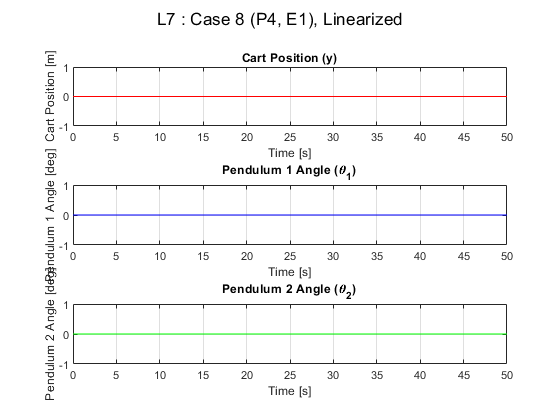 L7 : Case 8 (P4, E1), Linearized
Cart Position (y)
Cart Position [m]
1
0
-1
0 5 10 15 20 25 30 35 40 45 50
Time [s]
Pendulum 1 Angle (θ1)
Pendulum 1 Angle [deg]
1
0
-1
0 5 10 15 20 25 30 35 40 45 50
Time [s]
Pendulum 2 Angle (θ2)
Pendulum 2 Angle [deg]
1
0
-1
0 5 10 15 20 25 30 35 40 45 50
Time [s]